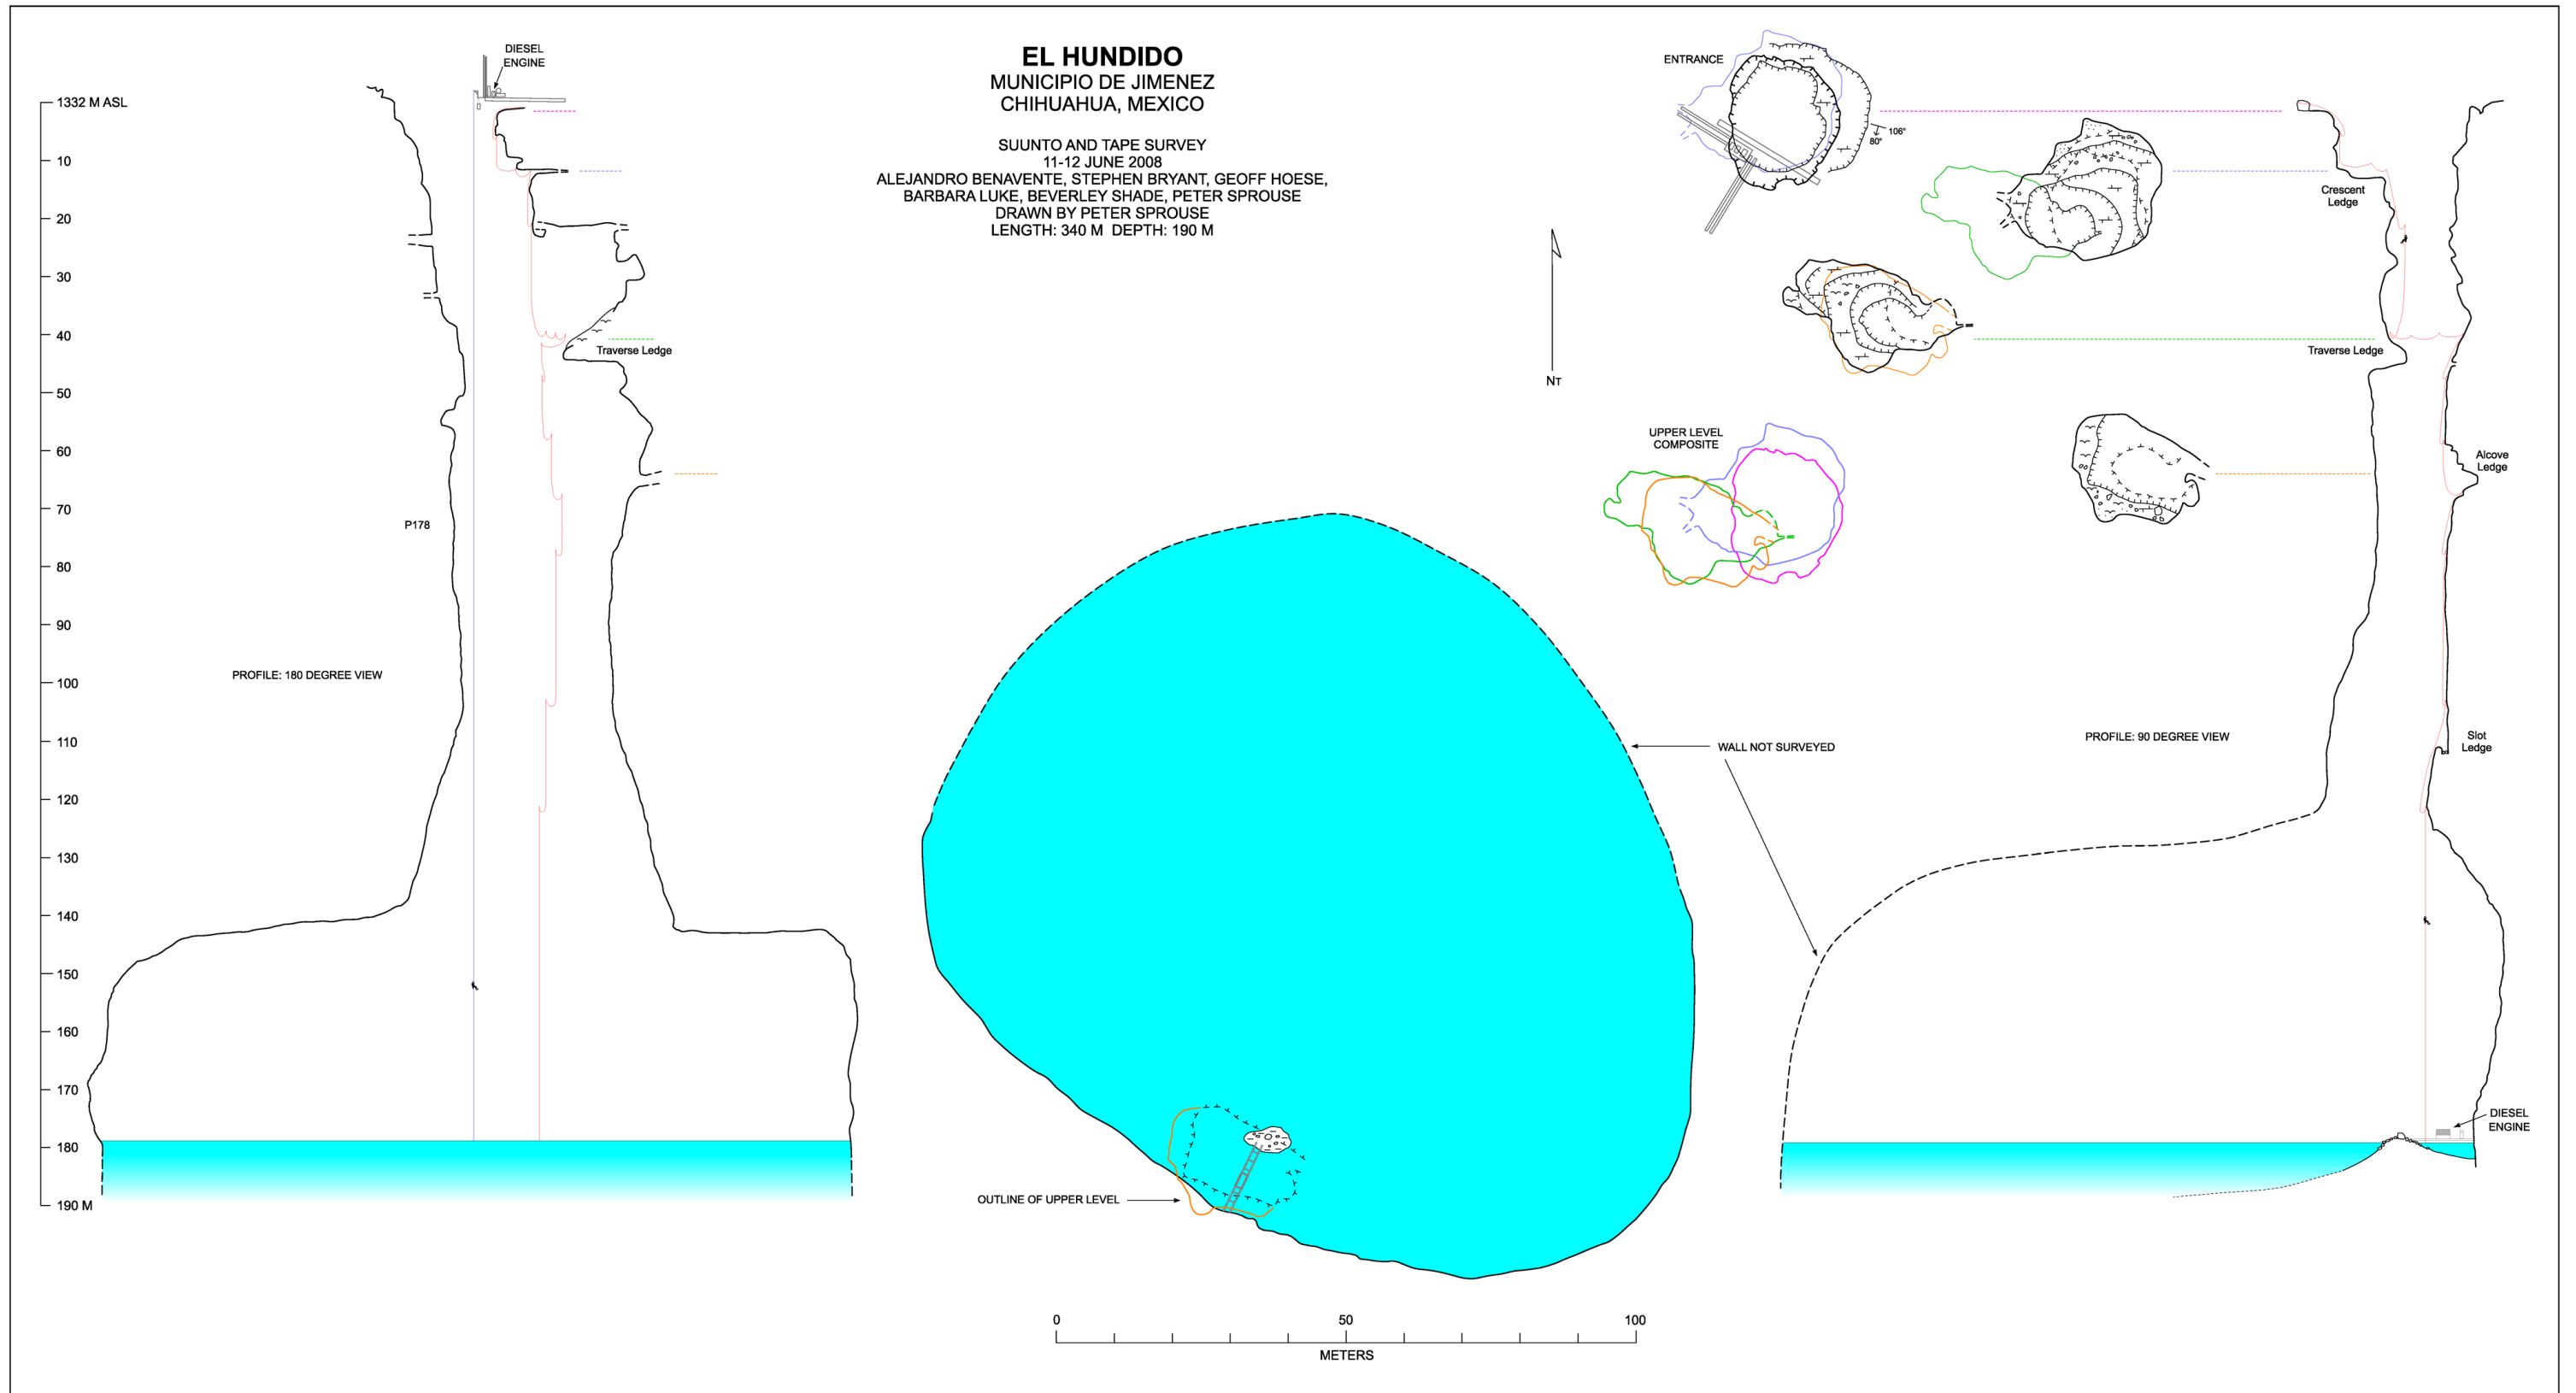 EL HUNDIDO
MUNICIPIO DE JIMENEZ
CHIHUAHUA, MEXICO
SUUNTO AND TAPE SURVEY
11-12 JUNE 2008
ALEJANDRO BENAVENTE, STEPHEN BRYANT, GEOFF HOESE,
BARBARA LUKE, BEVERLEY SHADE, PETER SPROUSE
DRAWN BY PETER SPROUSE
LENGTH: 340 M DEPTH: 190 M
DIESEL
ENGINE
1332 M ASL
10
20
30
40
50
60
70
80
90
100
110
120
130
140
150
160
170
180
190 M
Traverse Ledge
P178
PROFILE: 180 DEGREE VIEW
ENTRANCE
106°
80°
NT
UPPER LEVEL
COMPOSITE
WALL NOT SURVEYED
OUTLINE OF UPPER LEVEL
0
50
100
METERS
Crescent
Ledge
Traverse Ledge
Alcove
Ledge
PROFILE: 90 DEGREE VIEW
Slot
Ledge
DIESEL
ENGINE